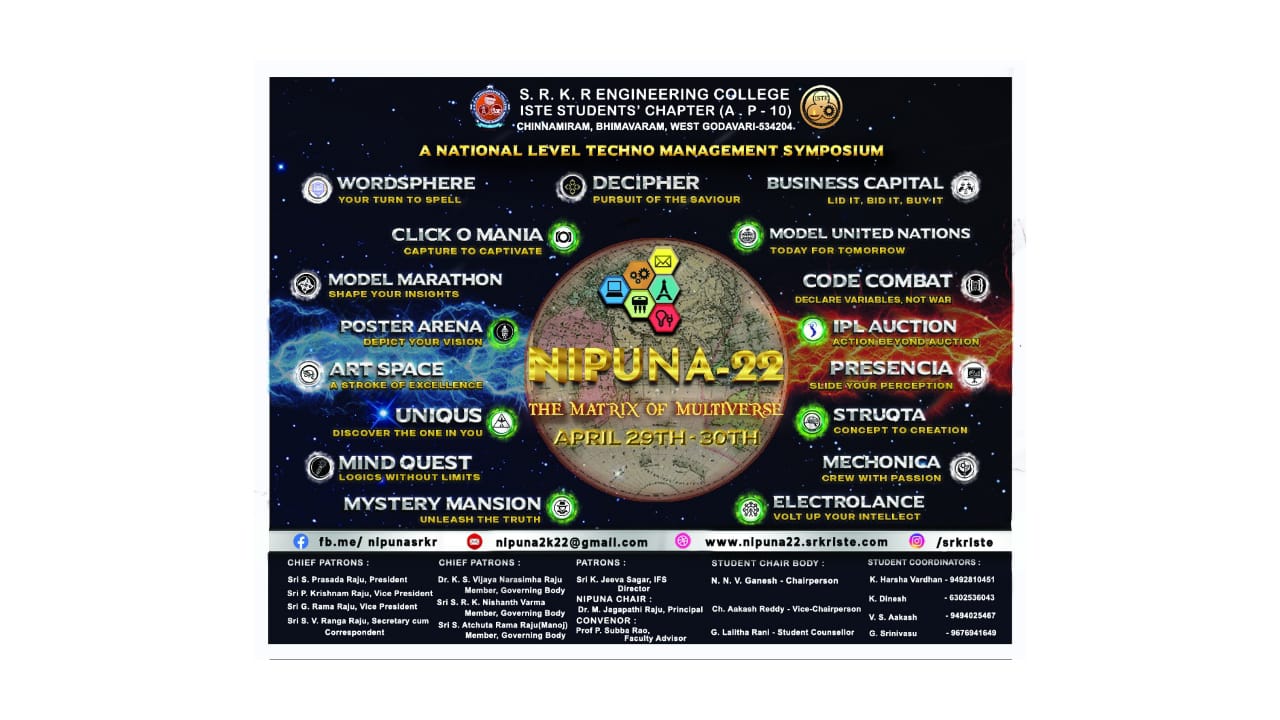 S. R. K. R ENGINEERING COLLEGE
ISTE STUDENTS' CHAPTER (A . P - 10)
CHINNAMIRAM, BHIMAVARAM, WEST GODAVARI-534204
A NATIONAL LEVEL TECHNO MANAGEMENT SYMPOSIUM
WORDSPHERE
YOUR TURN TO SPELL
DECIPHER
PURSUIT OF THE SAVIOUR
BUSINESS CAPITAL
LID IT, BID IT, BUY IT
CLICK O MANIA
CAPTURE TO CAPTIVATE
MODEL UNITED NATIONS
TODAY FOR TOMORROW
MODEL MARATHON
SHAPE YOUR INSIGHTS
CODE COMBAT
DECLARE VARIABLES, NOT WAR
POSTER ARENA
DEPICT YOUR VISION
IPL AUCTION
ACTION BEYOND AUCTION
ART SPACE
A STROKE OF EXCELLENCE
NIPUNA-22
THE MATRIX OF MULTIVERSE
APRIL 29TH - 30TH
PRESENCIA
SLIDE YOUR PERCEPTION
UNIQUS
DISCOVER THE ONE IN YOU
STRUQTA
CONCEPT TO CREATION
MIND QUEST
LOGICS WITHOUT LIMITS
MECHONICA
CREW WITH PASSION
MYSTERY MANSION
UNLEASH THE TRUTH
ELECTROLANCE
VOLT UP YOUR INTELLECT
fb.me/ nipunasrkr nipuna2k22@gmail.com www.nipuna22.srkriste.com /srkriste
CHIEF PATRONS :
Sri S. Prasada Raju, President
Sri P. Krishnam Raju, Vice President
Sri G. Rama Raju, Vice President
Sri S. V. Ranga Raju, Secretary cum
Correspondent
CHIEF PATRONS :
Dr. K. S. Vijaya Narasimha Raju
Member, Governing Body
Sri S. R. K. Nishanth Varma
Member, Governing Body
Sri S. Atchuta Rama Raju(Manoj)
Member, Governing Body
PATRONS :
Sri K. Jeeva Sagar, IFS
Director
NIPUNA CHAIR :
Dr. M. Jagapathi Raju, Principal
CONVENOR :
Prof P. Subba Rao,
Faculty Advisor
STUDENT CHAIR BODY :
N. N. V. Ganesh - Chairperson
Ch. Aakash Reddy - Vice-Chairperson
G. Lalitha Rani - Student Counsellor
STUDENT COORDINATORS :
K. Harsha Vardhan - 9492810451
K. Dinesh - 6302536043
V. S. Aakash - 9494025467
G. Srinivasu - 9676941649